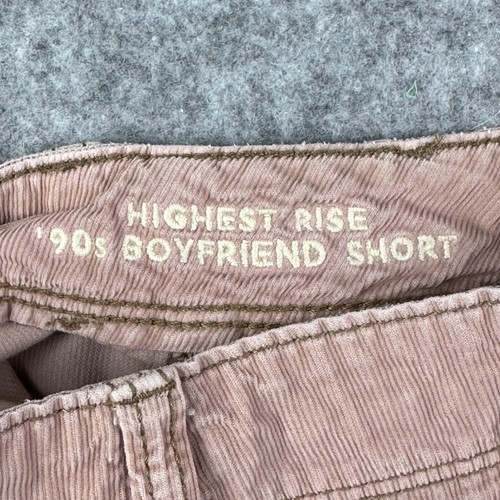 HIGHEST RISE
'90s BOYFRIEND SHORT